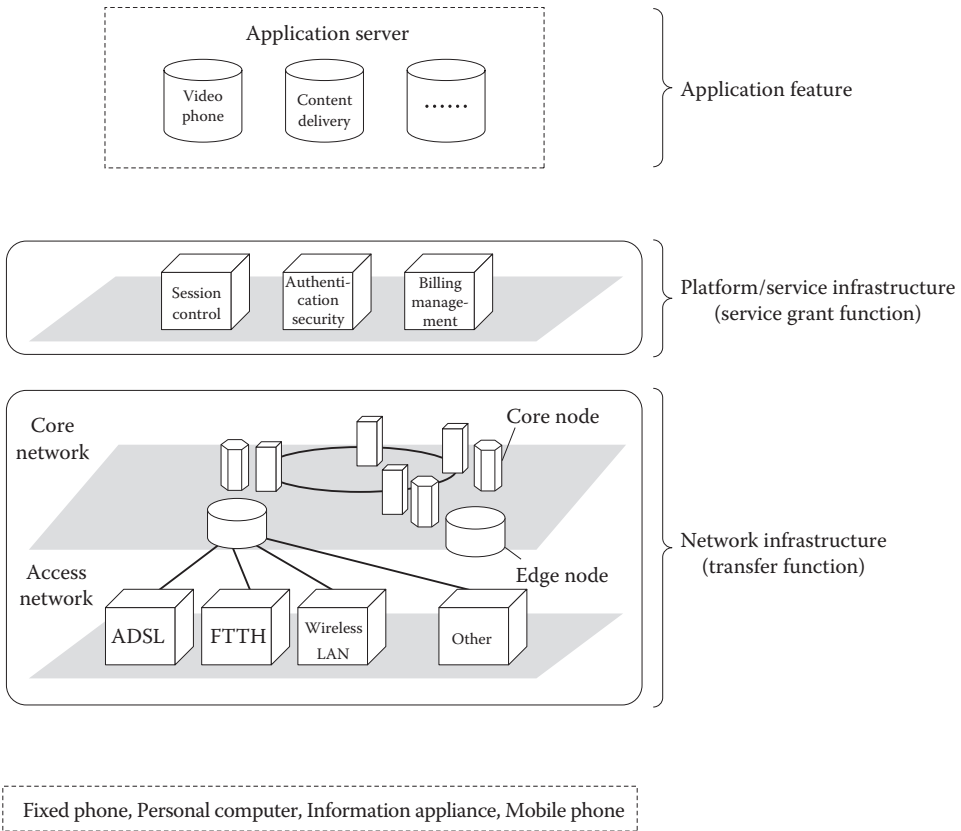 Application server
Video
phone
Content
delivery
......
Application feature
Session
control
Authenti-
cation
security
Billing
manage-
ment
Platform/service infrastructure
(service grant function)
Core
network
Core node
Edge node
Access
network
ADSL
FTTH
Wireless
LAN
Other
Network infrastructure
(transfer function)
Fixed phone, Personal computer, Information appliance, Mobile phone